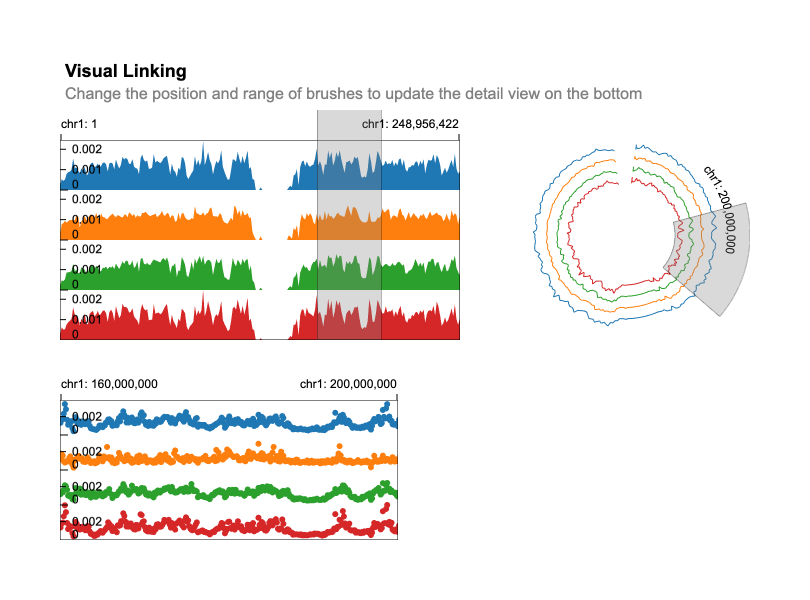 Visual Linking
Change the position and range of brushes to update the detail view on the bottom
chr1: 1
chr1: 248,956,422
0.002
0.001
0
0.002
0.001
0
0.002
0.001
0
0.002
0.001
0
chr1: 200,000,000
chr1: 160,000,000
chr1: 200,000,000
0.002
0
0.002
0
0.002
0
0.002
0